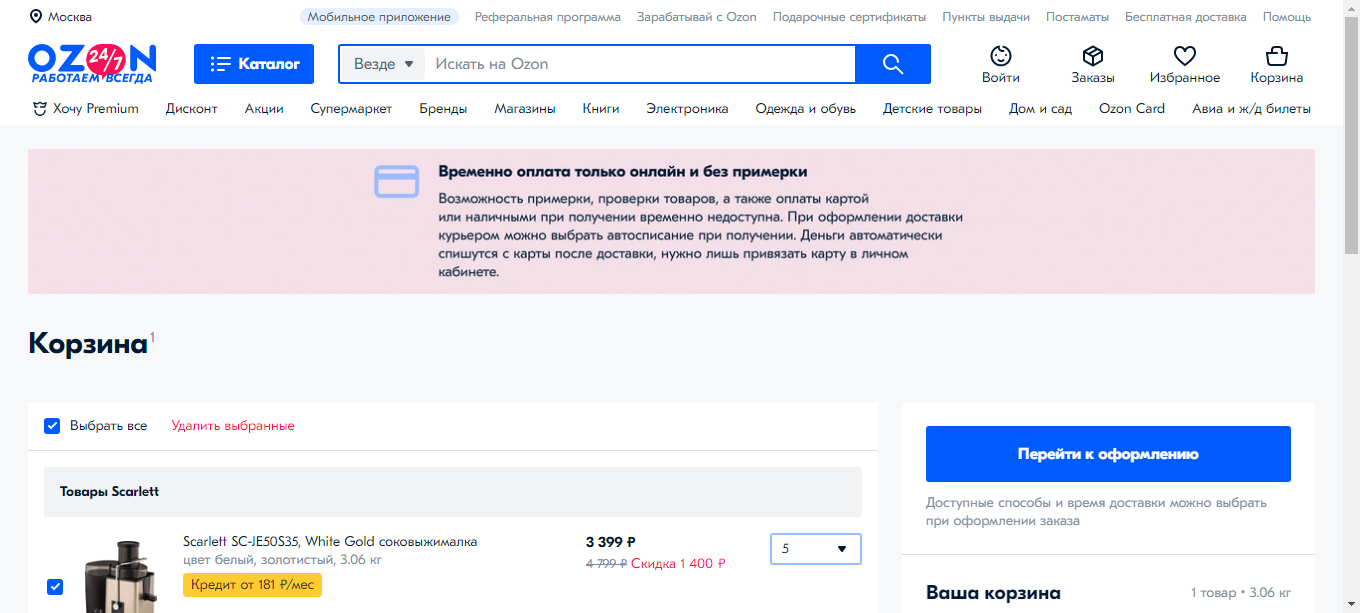 Москва
Мобильное приложение Реферальная программа Зарабатывай с Ozon Подарочные сертификаты Пункты выдачи Постаматы Бесплатная доставка Помощь
OZON
24/7
РАБОТАЕМ ВСЕГДА
Каталог
Везде
Искать на Ozon
Войти
Заказы
Избранное
Корзина
Хочу Premium Дисконт Акции Супермаркет Бренды Магазины Книги Электроника Одежда и обувь Детские товары Дом и сад Ozon Card Авиа и ж/д билеты
Временно оплата только онлайн и без примерки
Возможность примерки, проверки товаров, а также оплаты картой
или наличными при получении временно недоступна. При оформлении доставки
курьером можно выбрать автосписание при получении. Деньги автоматически
спишутся с карты после доставки, нужно лишь привязать карту в личном
кабинете.
Корзина 1
Выбрать все Удалить выбранные
Товары Scarlett
Scarlett SC-JE50S35, White Gold соковыжималка
цвет белый, золотистый, 3.06 кг
Кредит от 181 ₽/мес
3 399 ₽
4 799 ₽ Скидка 1 400 ₽
5
Перейти к оформлению
Доступные способы и время доставки можно выбрать
при оформлении заказа
Ваша корзина
1 товар • 3.06 кг